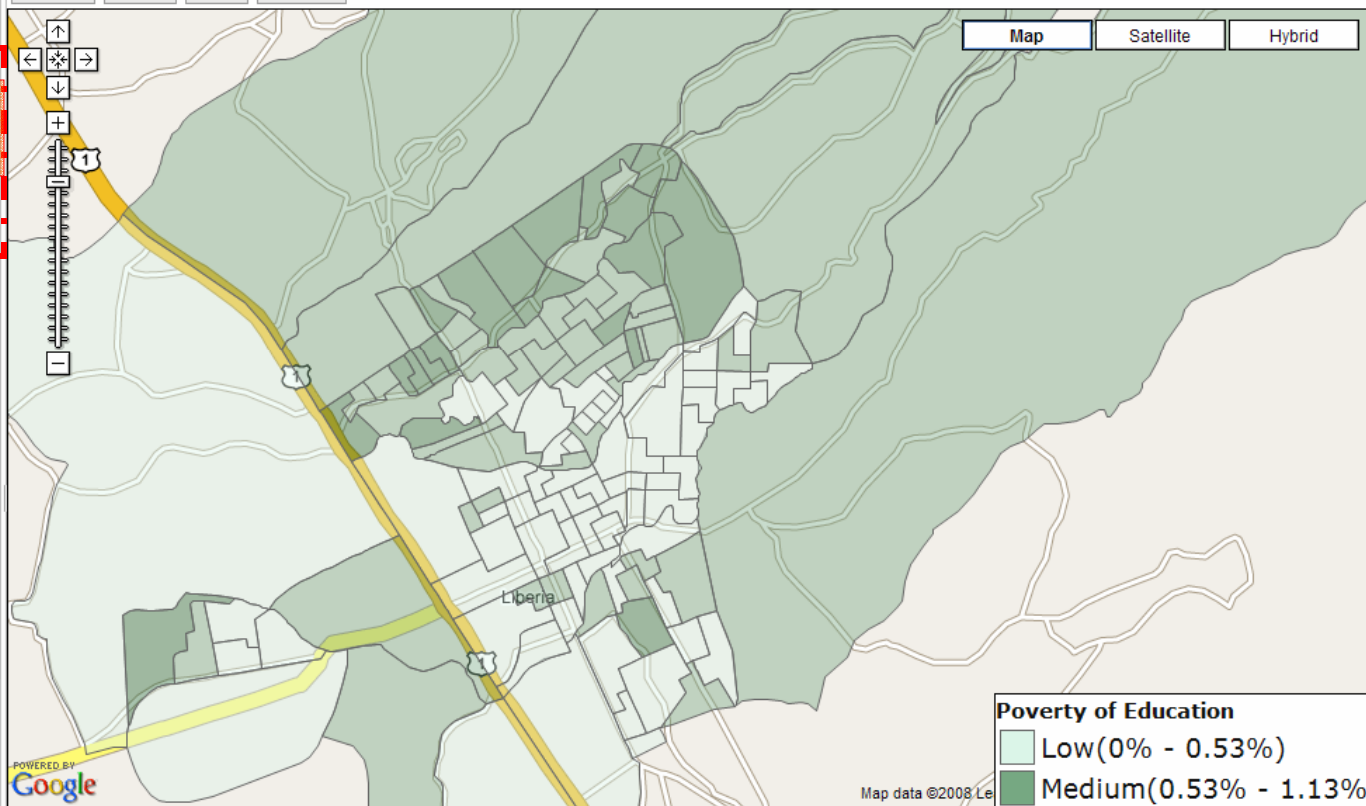 Map Satellite Hybrid
1
1
Liberia
1
Poverty of Education
Low(0% - 0.53%)
Medium(0.53% - 1.13%
POWERED BY
Google
Map data ©2008 Le